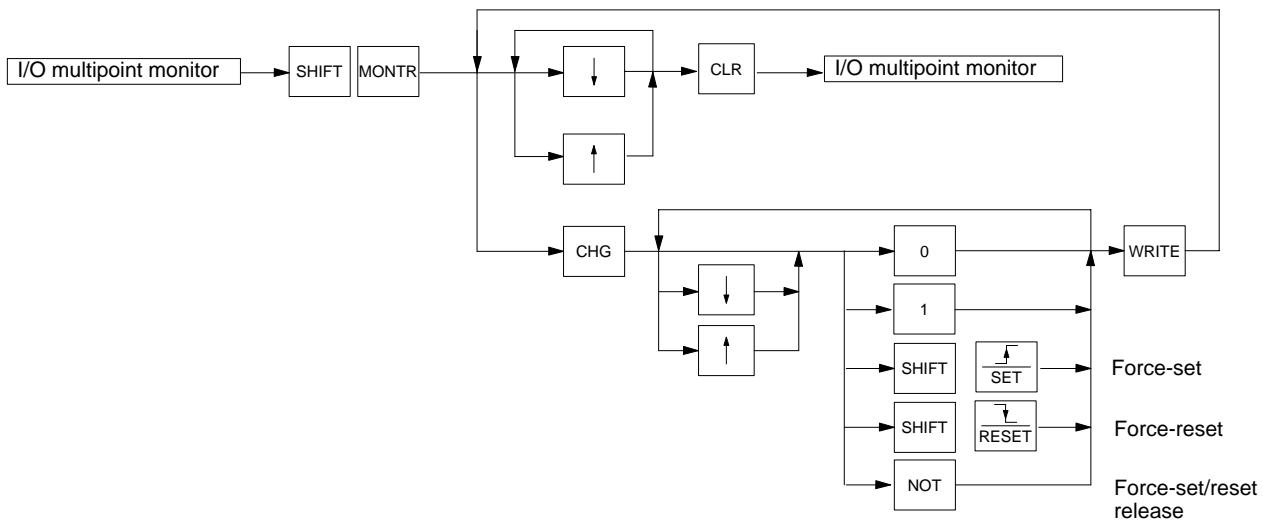 I/O multipoint monitor
SHIFT
MONTR
↓
CLR
I/O multipoint monitor
↑
CHG
0
WRITE
↓
1
↑
SHIFT
SET
Force-set
SHIFT
RESET
Force-reset
NOT
Force-set/reset
release